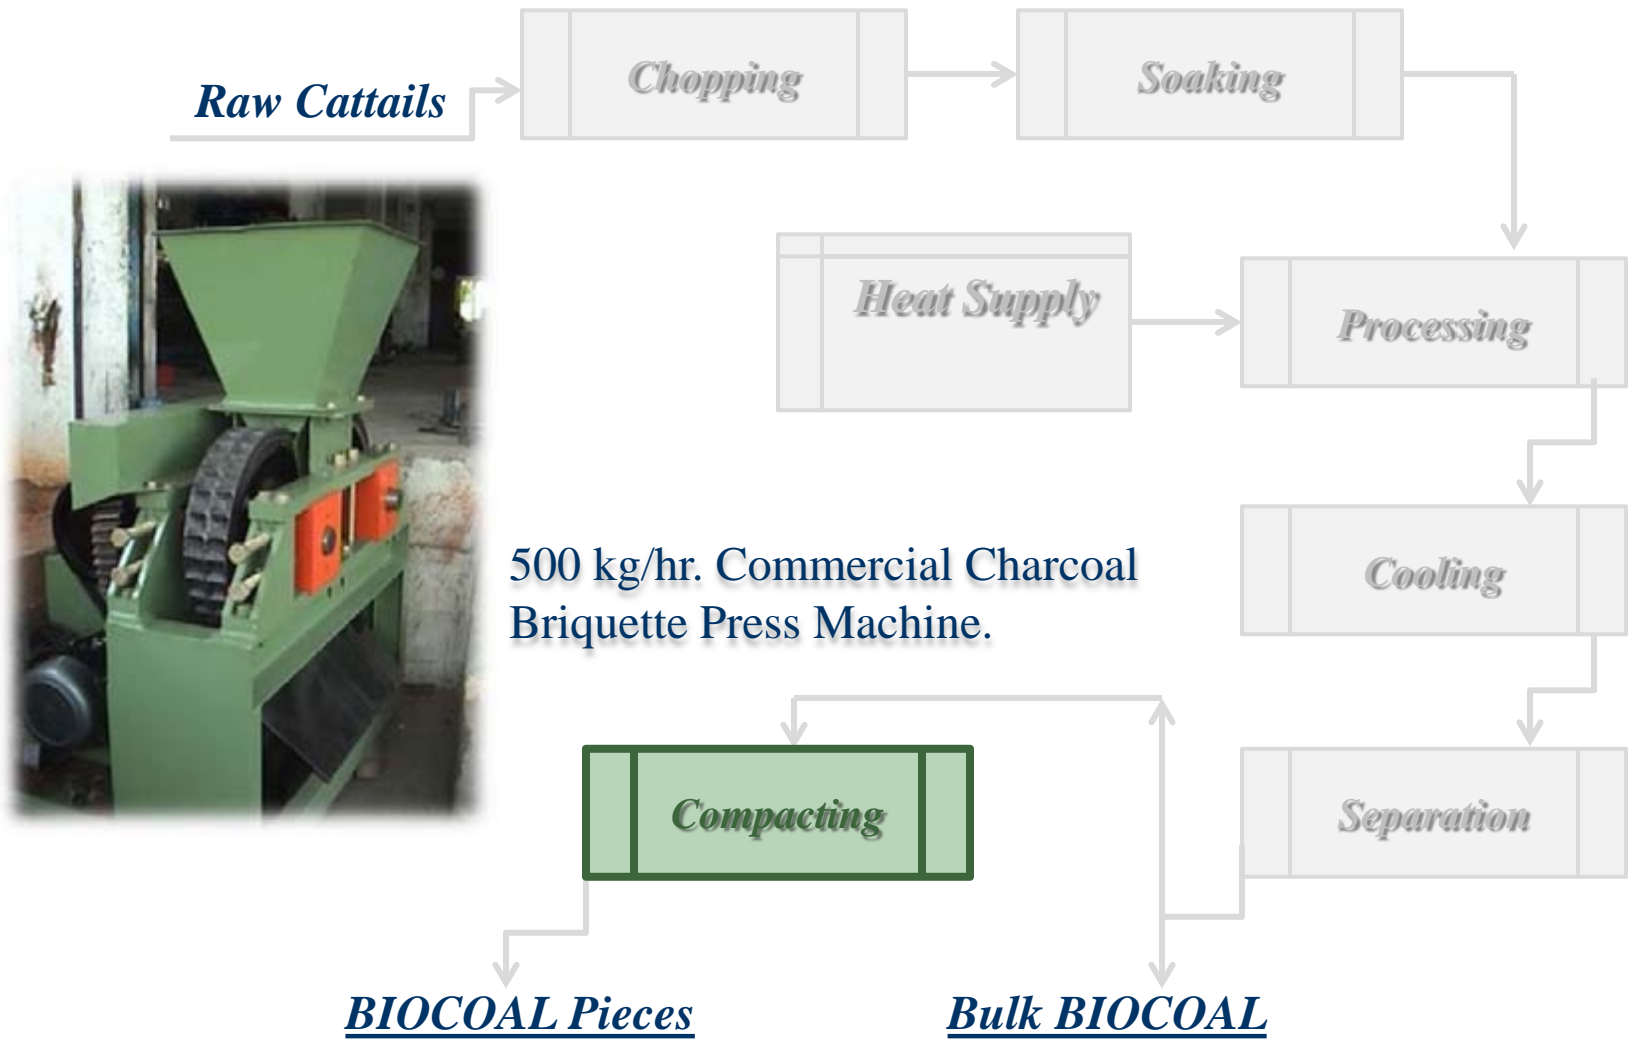 Raw Cattails
Chopping
Soaking
Heat Supply
Processing
Cooling
500 kg/hr. Commercial Charcoal
Briquette Press Machine.
Compacting
Separation
BIOCOAL Pieces
Bulk BIOCOAL